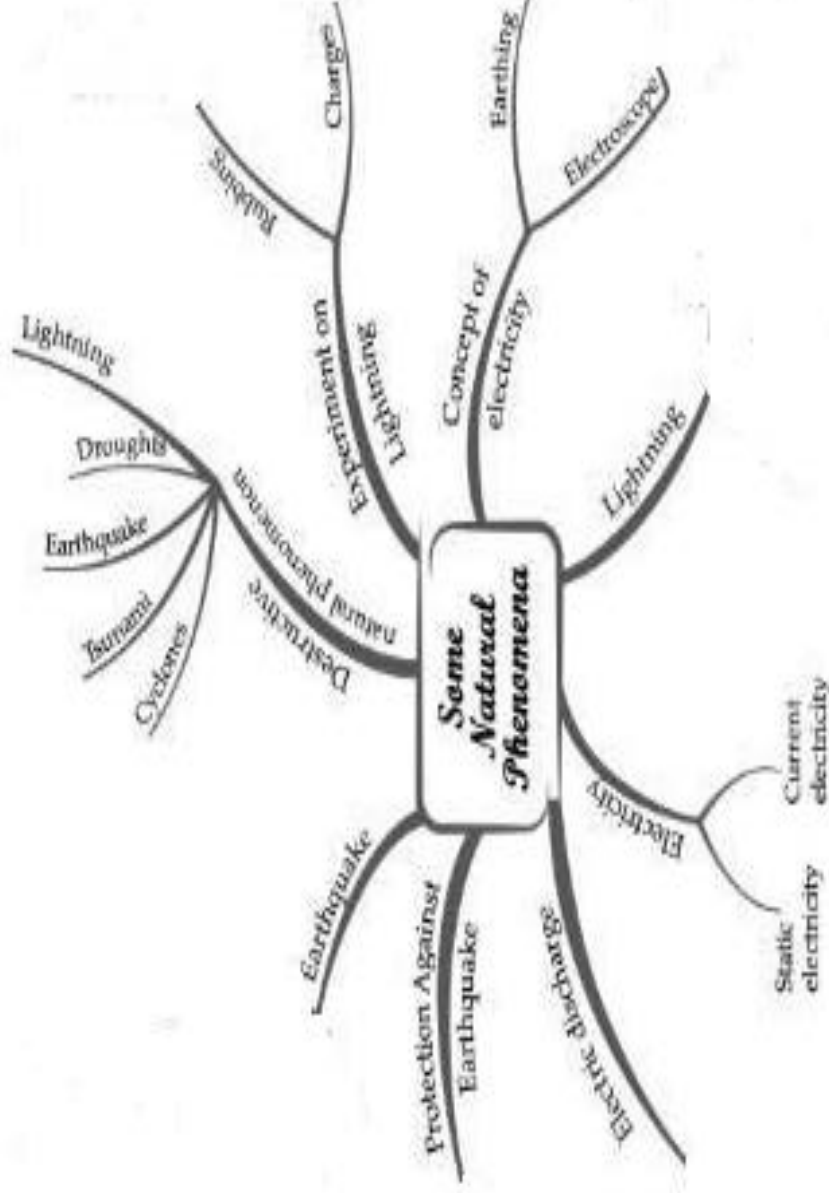 Some
Natural
Phenomena
Destructive
natural phenomenon
Lightning
Droughts
Earthquake
Tsunami
Cyclones
Experiment on
Lightning
Rubbing
Charges
Concept of
electricity
Earthing
Electroscope
Lightning
Electricity
Current
electricity
Static
electricity
Electric discharge
Protection Against
Earthquake
Earthquake